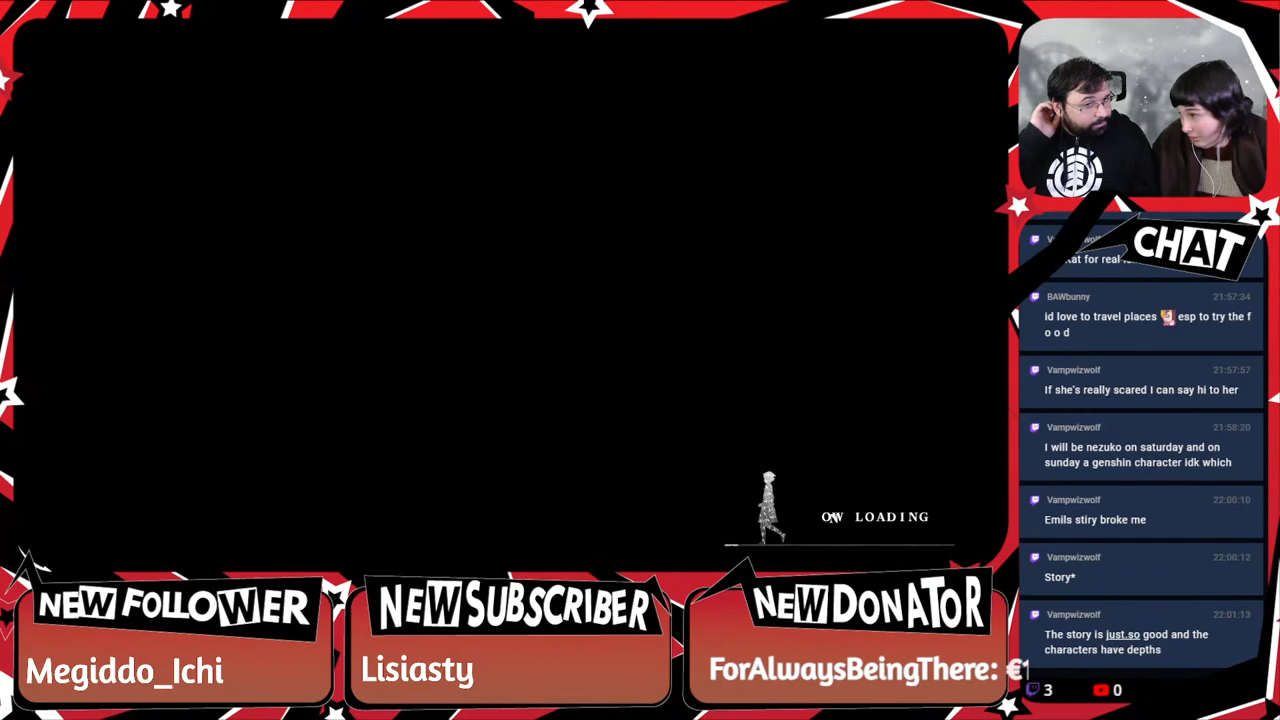 CHAT
at for real
BAWbunny 21:57:34
id love to travel places esp to try the f
o o d
Vampwizwolf 21:57:57
If she's really scared I can say hi to her
Vampwizwolf 21:58:20
I will be nezuko on saturday and on
sunday a genshin character idk which
Vampwizwolf 22:00:10
Emils stiry broke me
Vampwizwolf 22:00:12
Story*
Vampwizwolf 22:01:13
The story is just.so good and the
characters have depths
3 0
NOW LOADING
NEW FOLLOWER
Megiddo_Ichi
NEW SUBSCRIBER
Lisiasty
NEW DONATOR
ForAlwaysBeingThere: €1